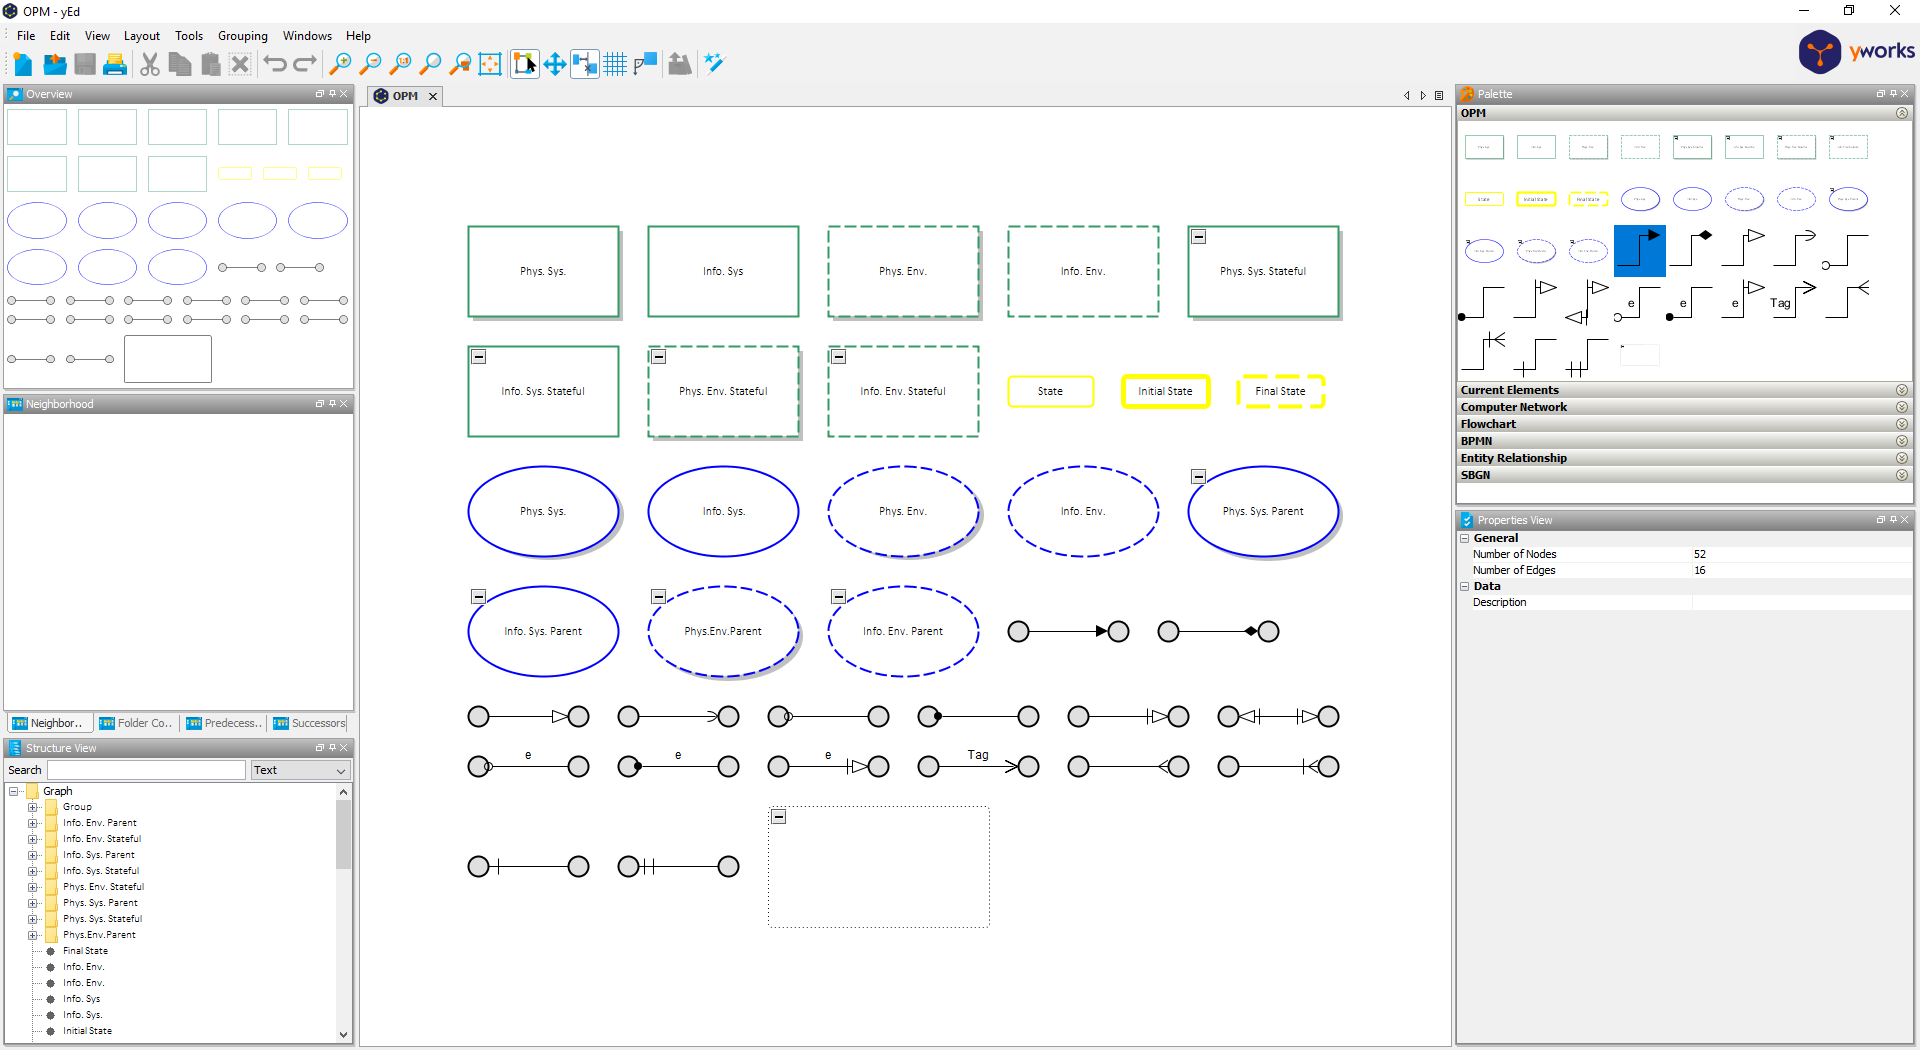 OPM - yEd
File Edit View Layout Tools Grouping Windows Help
yworks
Overview
OPM
Palette
OPM
State Initial State Final State
e e e Tag
Current Elements
Computer Network
Flowchart
BPMN
Entity Relationship
SBGN
Phys. Sys. Info. Sys Phys. Env. Info. Env. Phys. Sys. Stateful
Info. Sys. Stateful Phys. Env. Stateful Info. Env. Stateful State Initial State Final State
Phys. Sys. Info. Sys. Phys. Env. Info. Env. Phys. Sys. Parent
Info. Sys. Parent Phys.Env.Parent Info. Env. Parent
e e e Tag
Neighborhood
Neighbor.. Folder Co.. Predecess.. Successors
Structure View
Search Text
Graph
Group
Info. Env. Parent
Info. Env. Stateful
Info. Sys. Parent
Info. Sys. Stateful
Phys. Env. Stateful
Phys. Sys. Parent
Phys. Sys. Stateful
Phys.Env.Parent
Final State
Info. Env.
Info. Env.
Info. Sys
Info. Sys.
Initial State
Properties View
General
Number of Nodes 52
Number of Edges 16
Data
Description